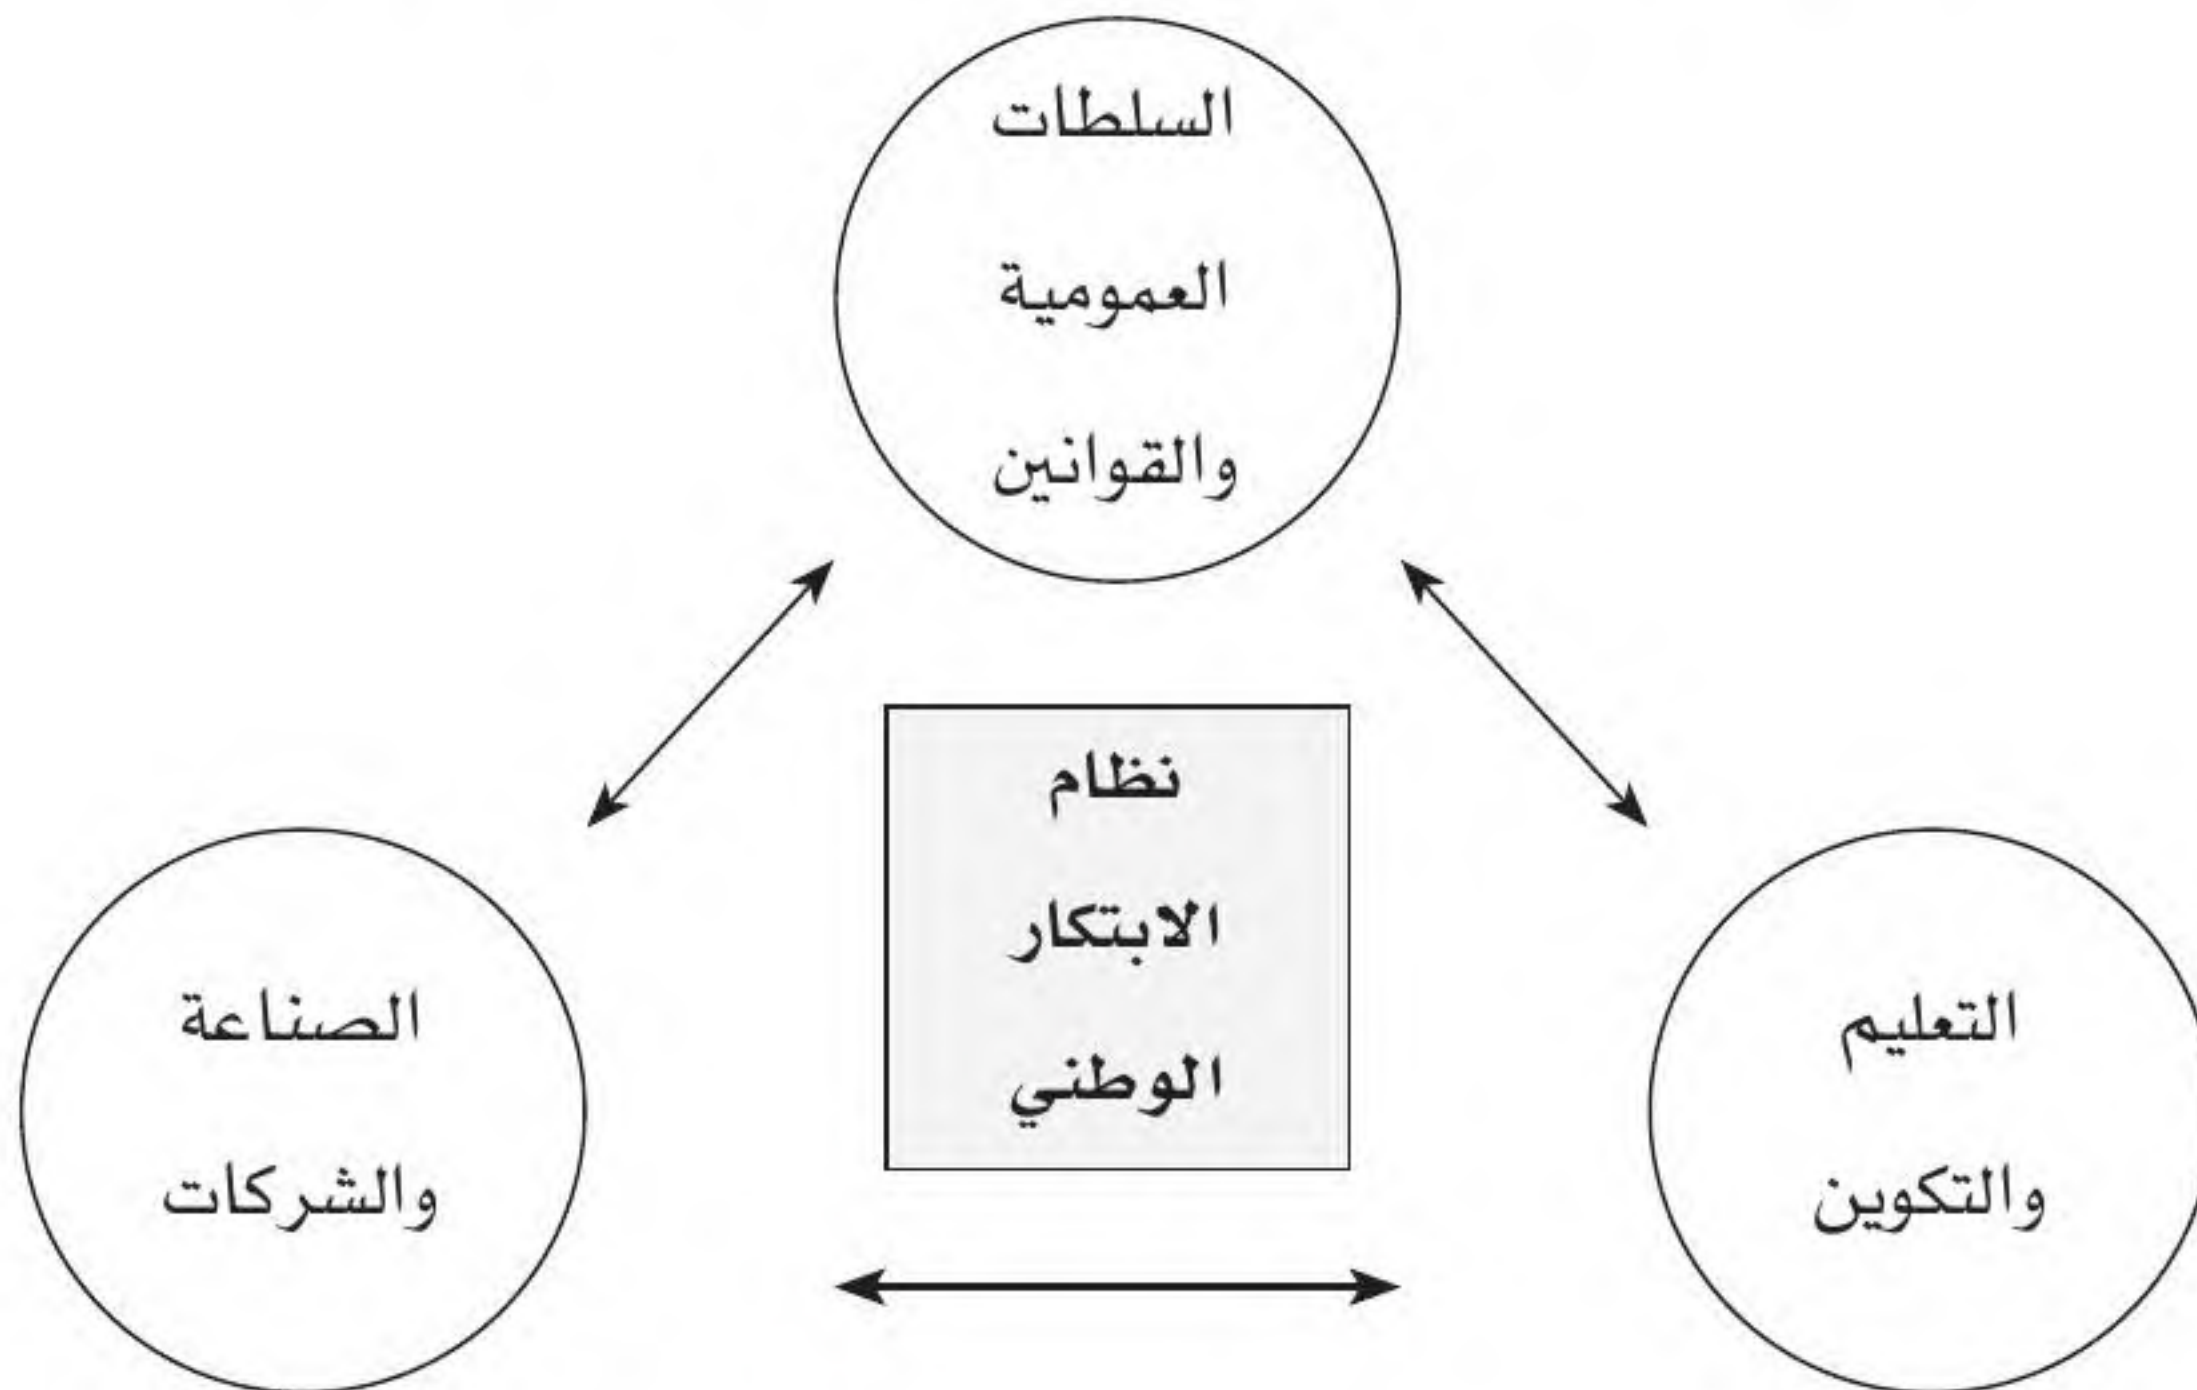 السلطات
العمومية
والقوانين
نظام
الابتكار
الوطني
التعليم
والتكوين
الصناعة
والشركات